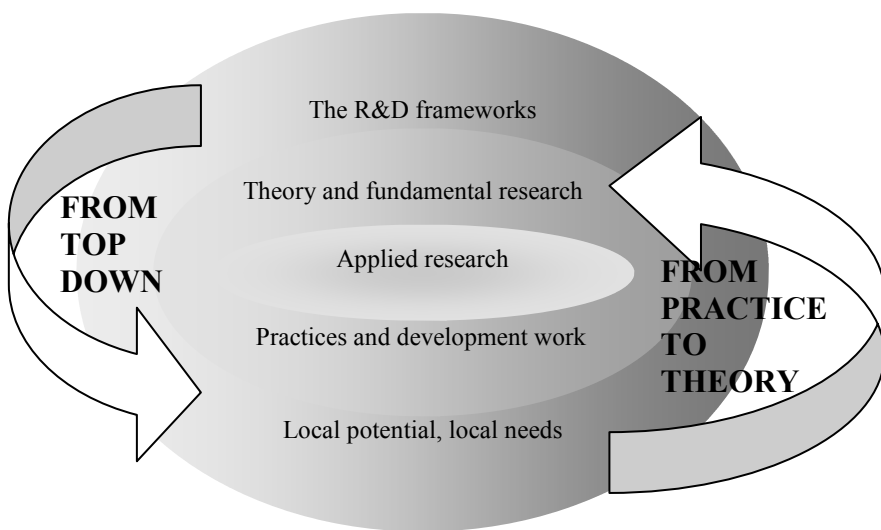 The R&D frameworks
Theory and fundamental research
FROM
TOP
DOWN
Applied research
FROM
PRACTICE
TO
THEORY
Practices and development work
Local potential, local needs